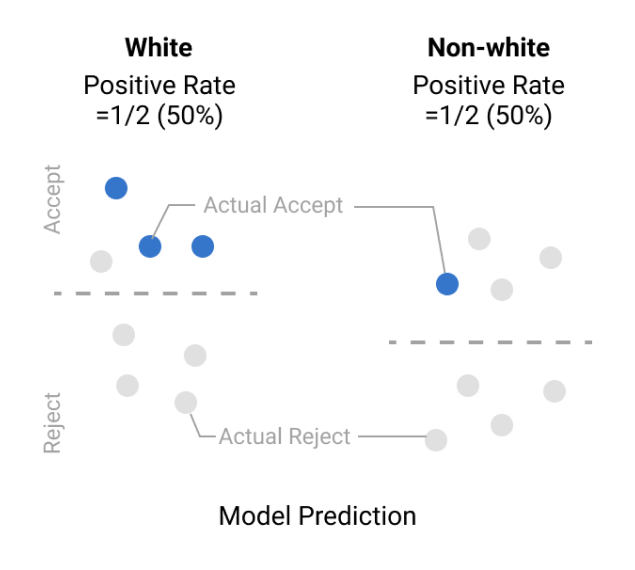 White
Positive Rate
=1/2 (50%)
Non-white
Positive Rate
=1/2 (50%)
Accept
Actual Accept
Reject
Actual Reject
Model Prediction